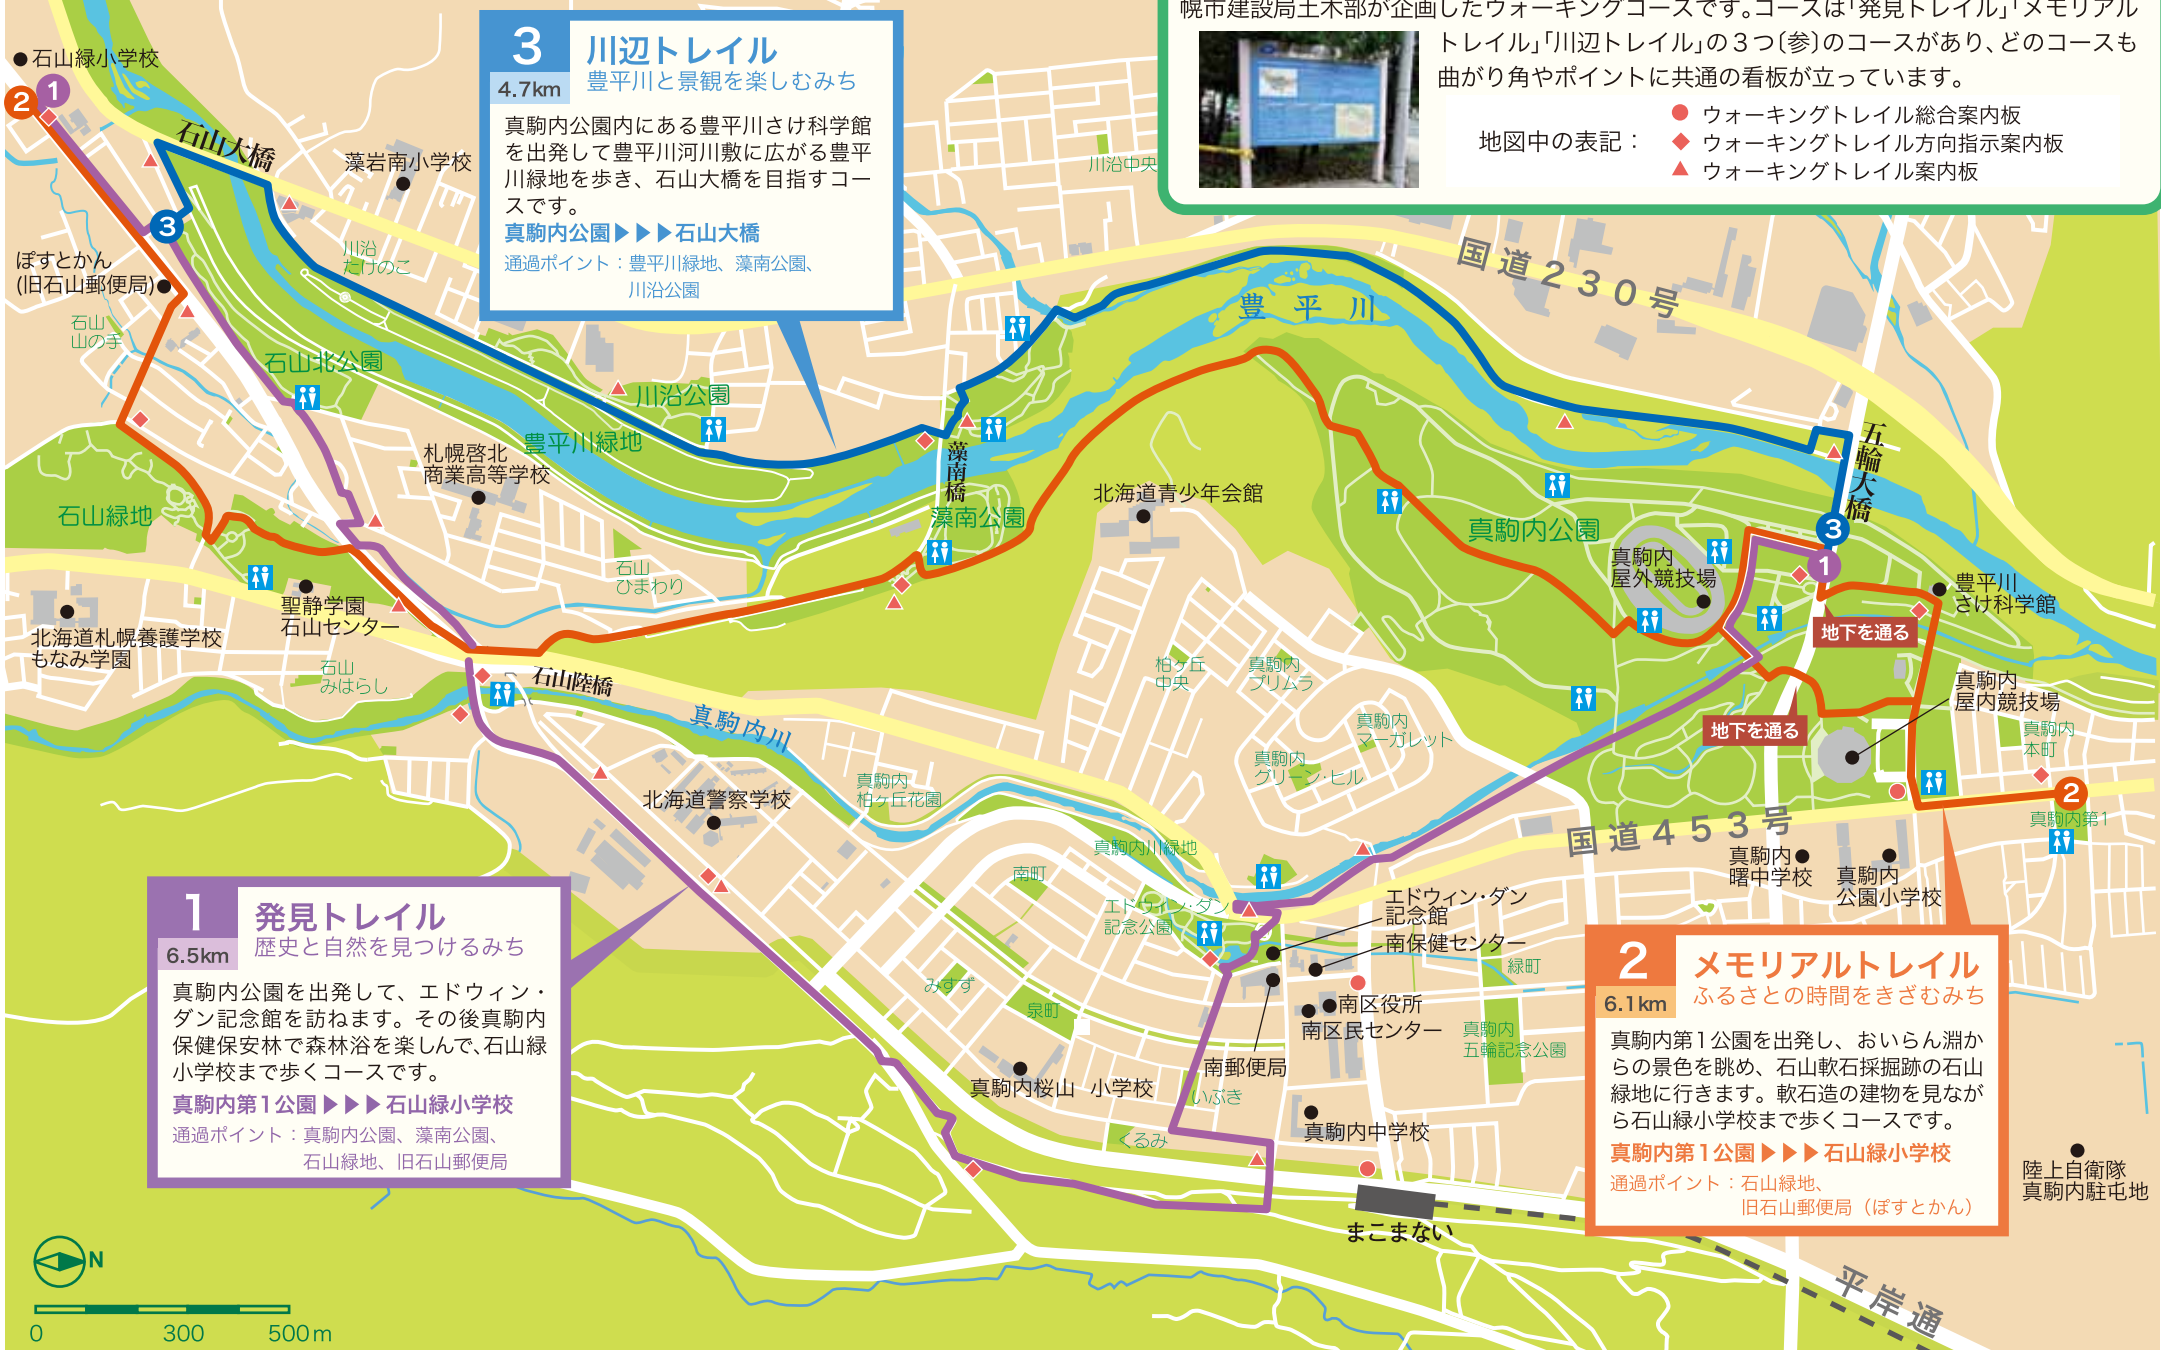 幌市建設局土木部が企画したウォーキングコースです。コースは｢発見トレイル｣｢メモリアル
トレイル｣｢川辺トレイル｣の３つ〔参〕のコースがあり、どのコースも
曲がり角やポイントに共通の看板が立っています。
地図中の表記：
ウォーキングトレイル総合案内板
ウォーキングトレイル方向指示案内板
ウォーキングトレイル案内板
3
4.7km
川辺トレイル
豊平川と景観を楽しむみち
真駒内公園内にある豊平川さけ科学館
を出発して豊平川河川敷に広がる豊平
川緑地を歩き、石山大橋を目指すコー
スです。
真駒内公園▶▶▶石山大橋
通過ポイント：豊平川緑地、藻南公園、
川沿公園
石山緑小学校
2
1
石山大橋
藻岩南小学校
川沿中央
3
川沿
たけのこ
ぽすとかん
(旧石山郵便局)
石山
山の手
国道230号
豊平川
石山北公園
川沿公園
豊平川緑地
札幌啓北
商業高等学校
藻南橋
五輪大橋
石山緑地
北海道青少年会館
藻南公園
真駒内公園
3
真駒内
屋外競技場
1
石山
ひまわり
豊平川
さけ科学館
聖静学園
石山センター
北海道札幌養護学校
もなみ学園
地下を通る
石山
みはらし
石山陸橋
柏ヶ丘
中央
真駒内
プリムラ
真駒内
屋内競技場
真駒内川
真駒内
マーガレット
地下を通る
真駒内
本町
真駒内
グリーン・ヒル
北海道警察学校
真駒内
柏ヶ丘花園
2
真駒内第1
国道453号
真駒内川緑地
真駒内
曙中学校
真駒内
公園小学校
南町
エドウィン・ダン
記念公園
エドウィン・ダン
記念館
南保健センター
緑町
みすず
泉町
南区役所
南区民センター
真駒内
五輪記念公園
南郵便局
真駒内桜山 小学校
いぶき
くるみ
真駒内中学校
まこまない
陸上自衛隊
真駒内駐屯地
平岸通
1
6.5km
発見トレイル
歴史と自然を見つけるみち
真駒内公園を出発して、エドウィン・
ダン記念館を訪ねます。その後真駒内
保健保安林で森林浴を楽しんで、石山緑
小学校まで歩くコースです。
真駒内第1公園▶▶▶石山緑小学校
通過ポイント：真駒内公園、藻南公園、
石山緑地、旧石山郵便局
2
6.1km
メモリアルトレイル
ふるさとの時間をきざむみち
真駒内第1公園を出発し、おいらん淵か
らの景色を眺め、石山軟石採掘跡の石山
緑地に行きます。軟石造の建物を見なが
ら石山緑小学校まで歩くコースです。
真駒内第1公園▶▶▶石山緑小学校
通過ポイント：石山緑地、
旧石山郵便局（ぽすとかん）
N
0 300 500m